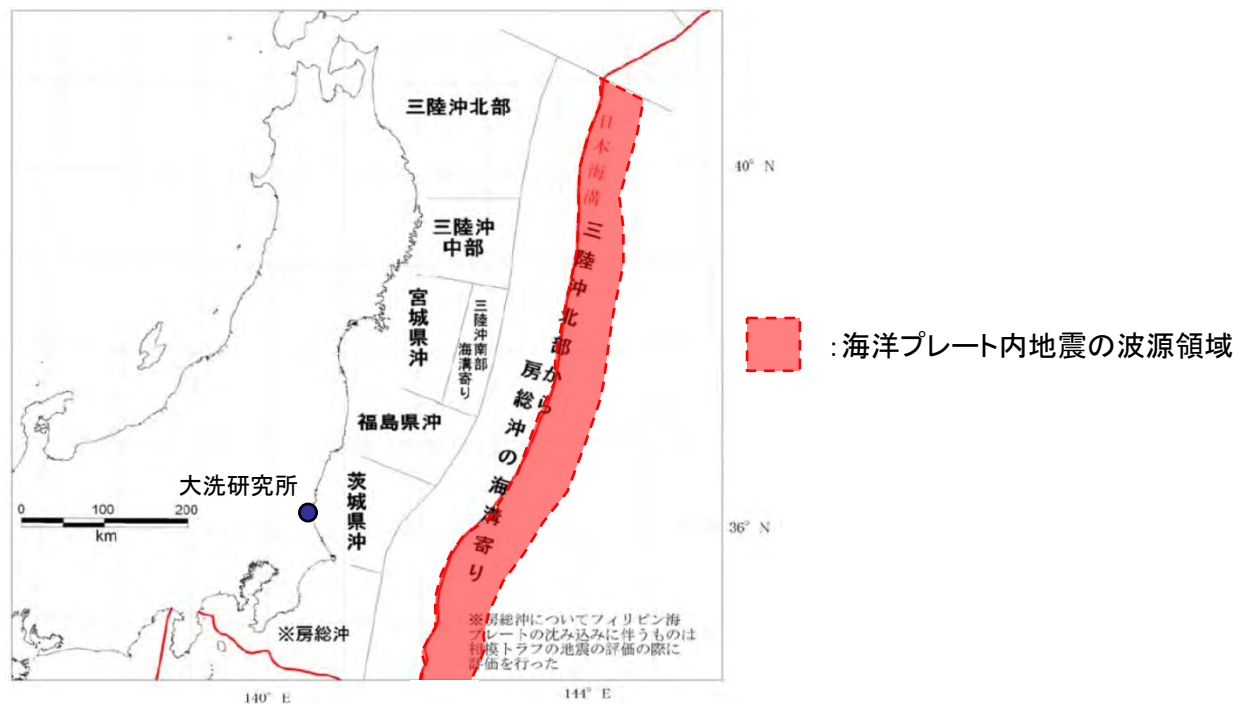 三陸沖北部
日本海溝
40° N
三陸沖
中部
三陸沖北部から
房総沖の海溝寄り
宮城県沖
三陸沖南部
海溝寄り
:海洋プレート内地震の波源領域
福島県沖
大洗研究所
茨城県沖
0 100 200
km
36° N
※房総沖
※房総沖についてフィリピン海
プレートの沈み込みに伴うものは
相模トラフの地震の評価の際に
評価を行った
140° E
144° E